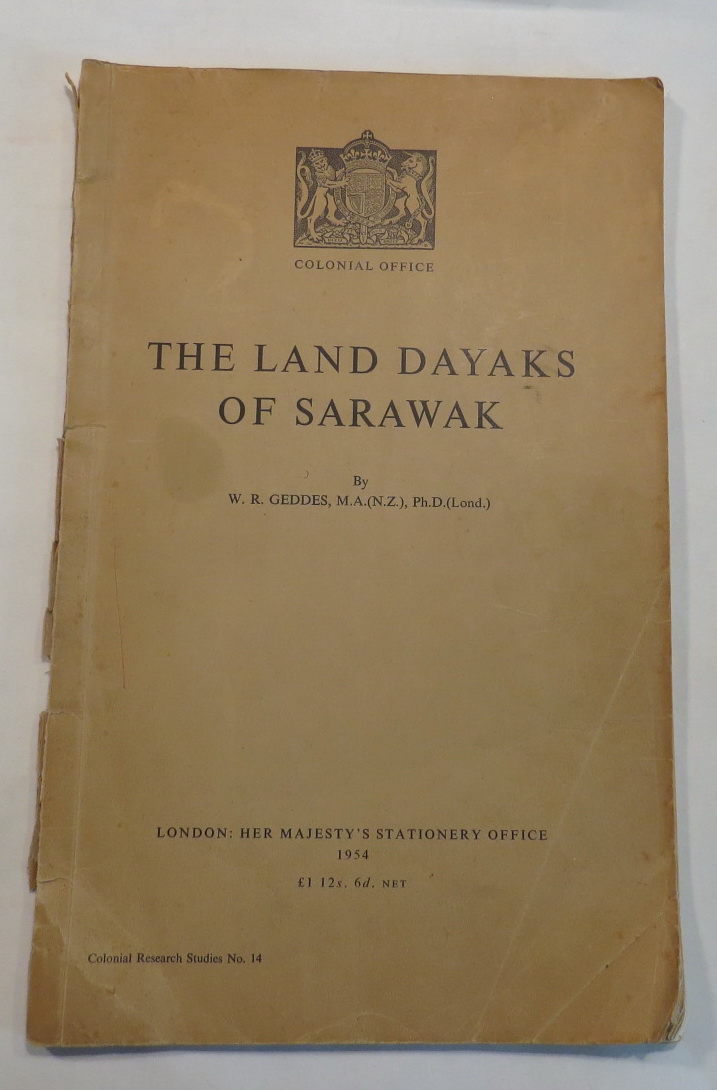 COLONIAL OFFICE
THE LAND DAYAKS
OF SARAWAK
By
W. R. GEDDES, M.A.(N.Z.), Ph.D.(Lond.)
LONDON: HER MAJESTY'S STATIONERY OFFICE
1954
£1 12s. 6d. NET
Colonial Research Studies No. 14